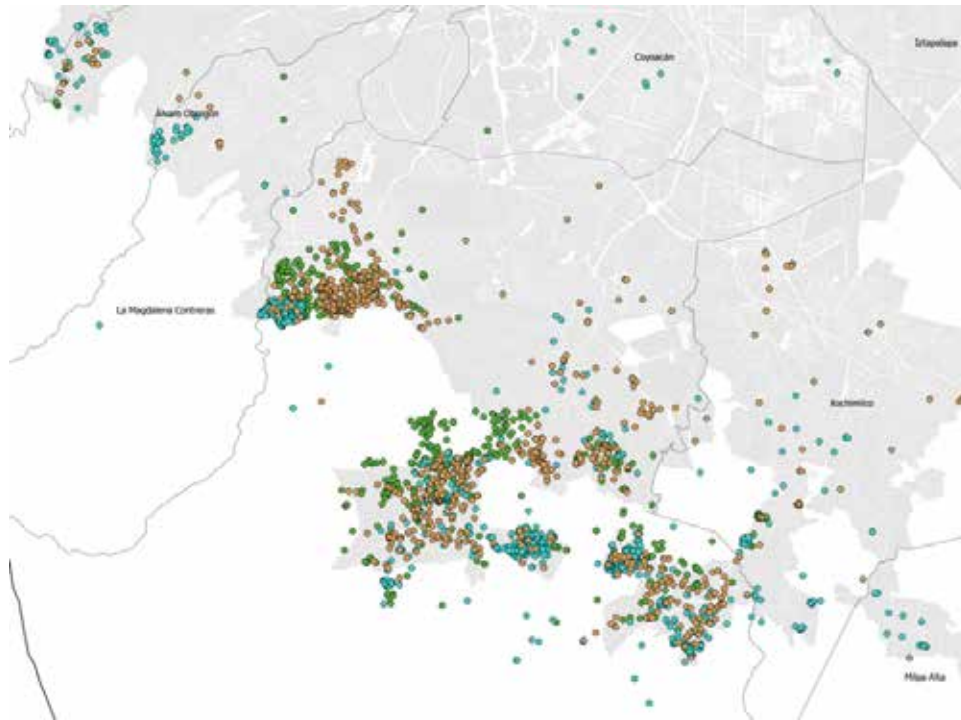 Coyoacán
Iztapalapa
Álvaro Obregón
La Magdalena Contreras
Xochimilco
Milpa Alta